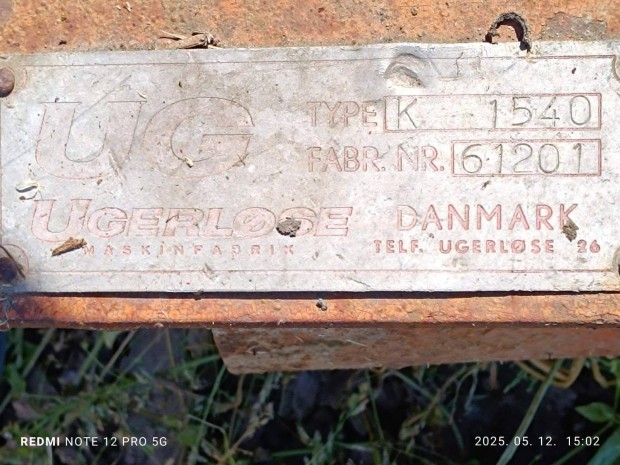 UG
TYPE K 1540
FABR. NR. 61201
UGERLØSE DANMARK
MASKINFABRIK TELF. UGERLØSE 26
REDMI NOTE 12 PRO 5G 2025. 05. 12. 15:02